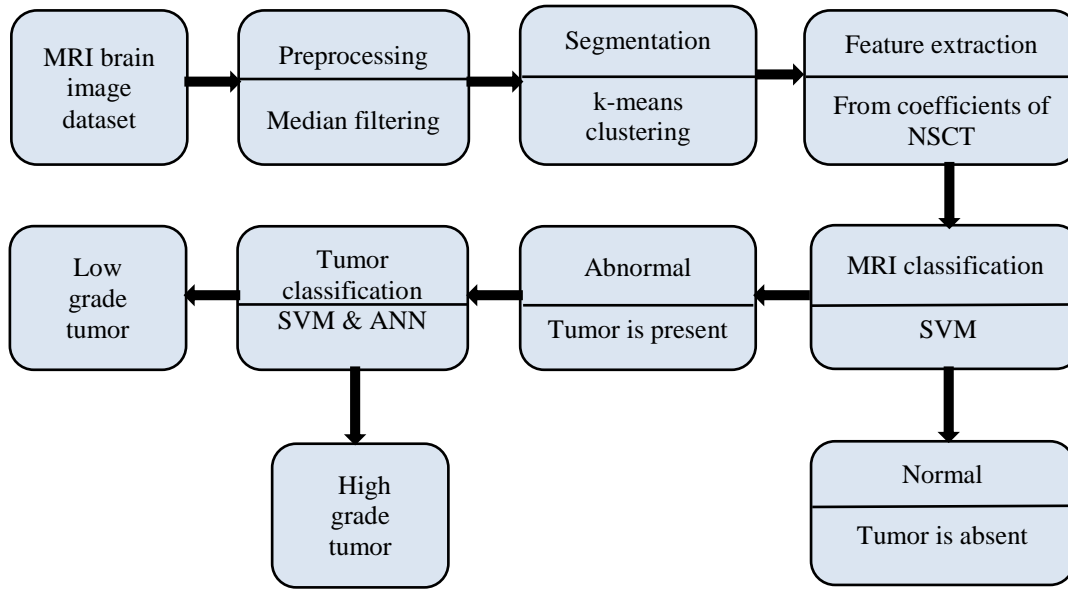 MRI brain
image
dataset
Preprocessing
Median filtering
Segmentation
k-means
clustering
Feature extraction
From coefficients of
NSCT
MRI classification
SVM
Abnormal
Tumor is present
Tumor
classification
SVM & ANN
Low
grade
tumor
High
grade
tumor
Normal
Tumor is absent